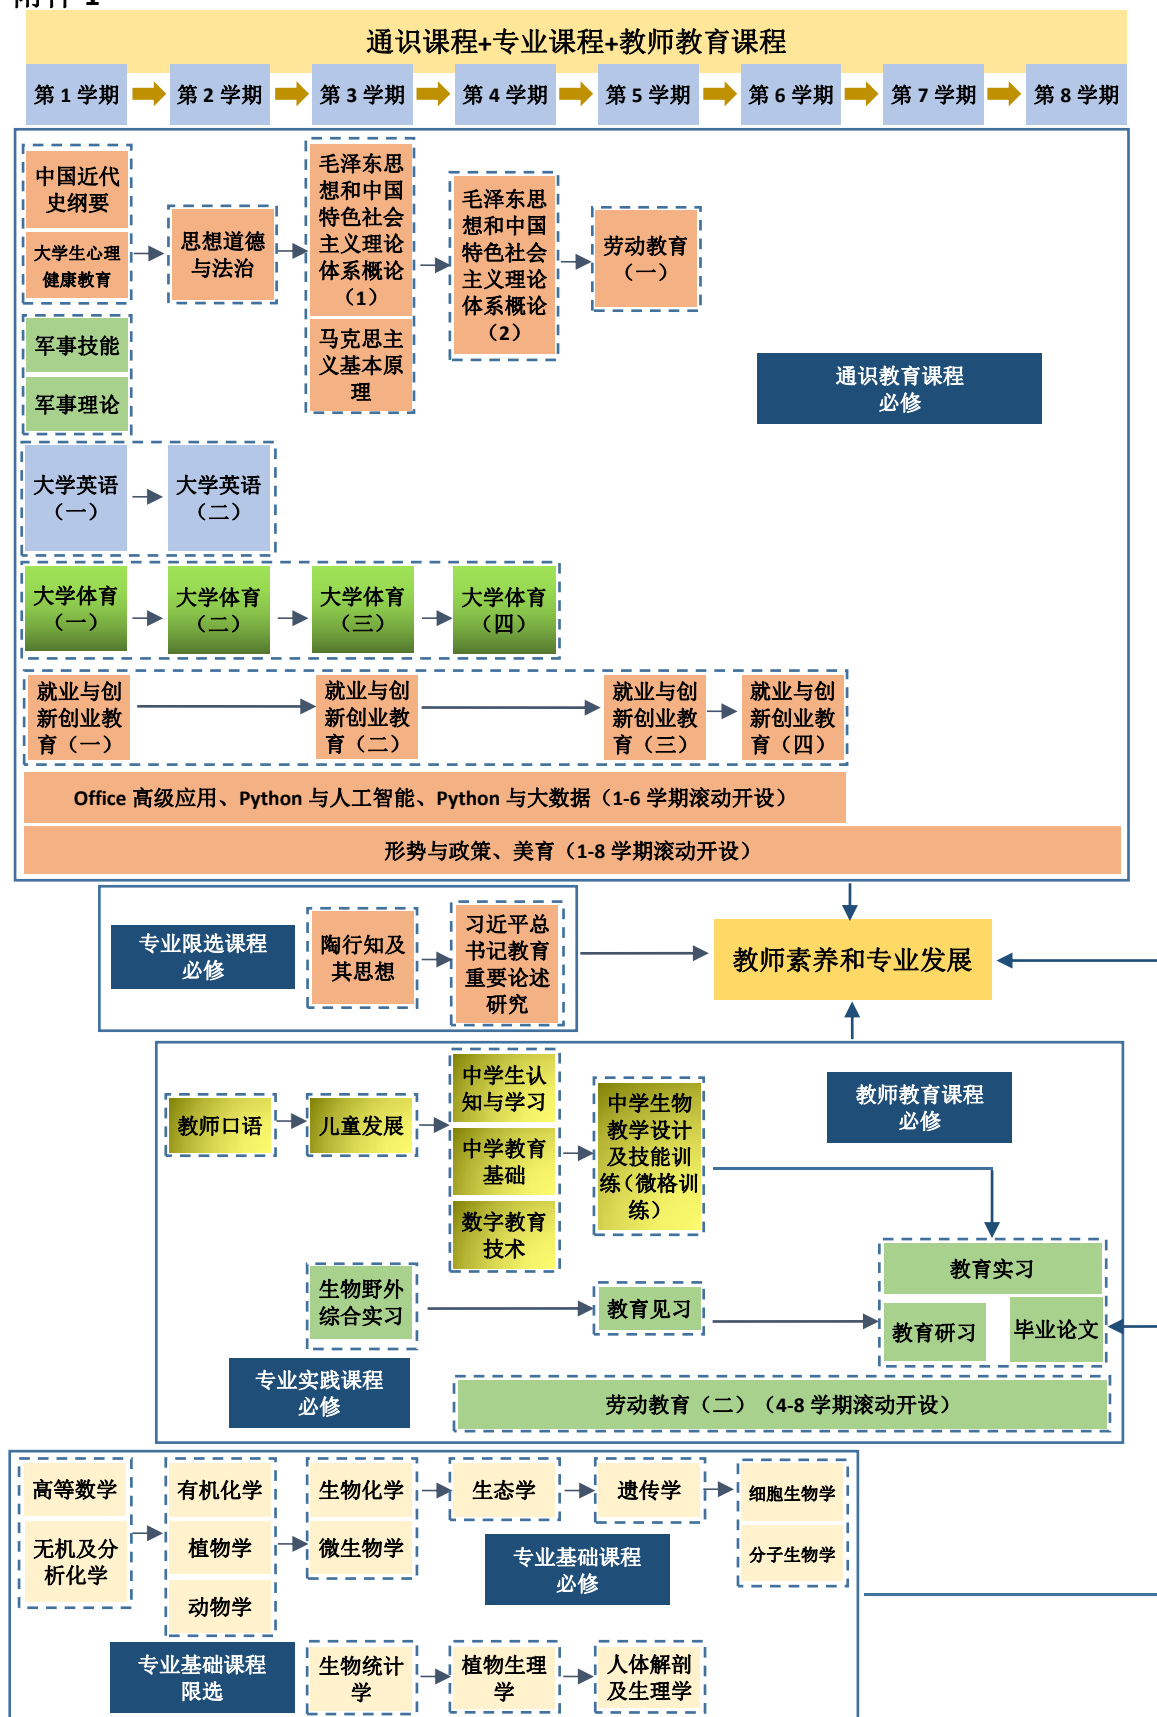 附件 1
通识课程+专业课程+教师教育课程
第 1 学期
第 2 学期
第 3 学期
第 4 学期
第 5 学期
第 6 学期
第 7 学期
第 8 学期
中国近代
史纲要
大学生心理
健康教育
思想道德
与法治
毛泽东思
想和中国
特色社会
主义理论
体系概论
（1）
马克思主
义基本原
理
毛泽东思
想和中国
特色社会
主义理论
体系概论
（2）
劳动教育
（一）
军事技能
军事理论
通识教育课程
必修
大学英语
（一）
大学英语
（二）
大学体育
（一）
大学体育
（二）
大学体育
（三）
大学体育
（四）
就业与创
新创业教
育（一）
就业与创
新创业教
育（二）
就业与创
新创业教
育（三）
就业与创
新创业教
育（四）
Office 高级应用、Python 与人工智能、Python 与大数据（1-6 学期滚动开设）
形势与政策、美育（1-8 学期滚动开设）
专业限选课程
必修
陶行知及
其思想
习近平总
书记教育
重要论述
研究
教师素养和专业发展
教师口语
儿童发展
中学生认
知与学习
中学教育
基础
数字教育
技术
中学生物
教学设计
及技能训
练（微格训
练）
教师教育课程
必修
生物野外
综合实习
教育见习
教育实习
教育研习
毕业论文
专业实践课程
必修
劳动教育（二）（4-8 学期滚动开设）
高等数学
无机及分
析化学
有机化学
植物学
动物学
生物化学
微生物学
生态学
遗传学
细胞生物学
分子生物学
专业基础课程
必修
专业基础课程
限选
生物统计
学
植物生理
学
人体解剖
及生理学